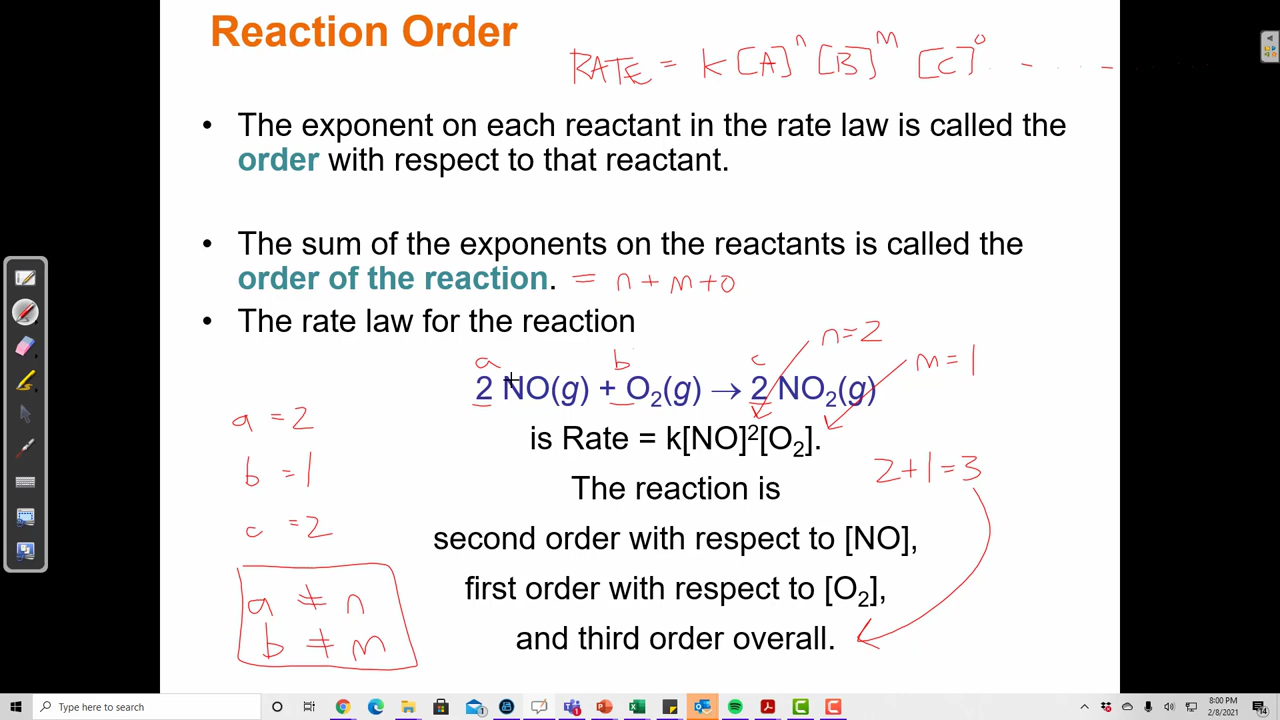 Reaction Order
RATE = k [A]ⁿ [B]ᵐ [C]⁰ . . . . .
• The exponent on each reactant in the rate law is called the
order with respect to that reactant.
• The sum of the exponents on the reactants is called the
order of the reaction. = n + m + 0
• The rate law for the reaction
n=2
a b c m=1
2 NO(g) + O₂(g) → 2 NO₂(g)
a = 2
is Rate = k[NO]²[O₂].
b = 1
2+1=3
The reaction is
c = 2
second order with respect to [NO],
first order with respect to [O₂],
a ≠ n
b ≠ m
and third order overall.
Type here to search
8:00 PM
2/8/2021
14